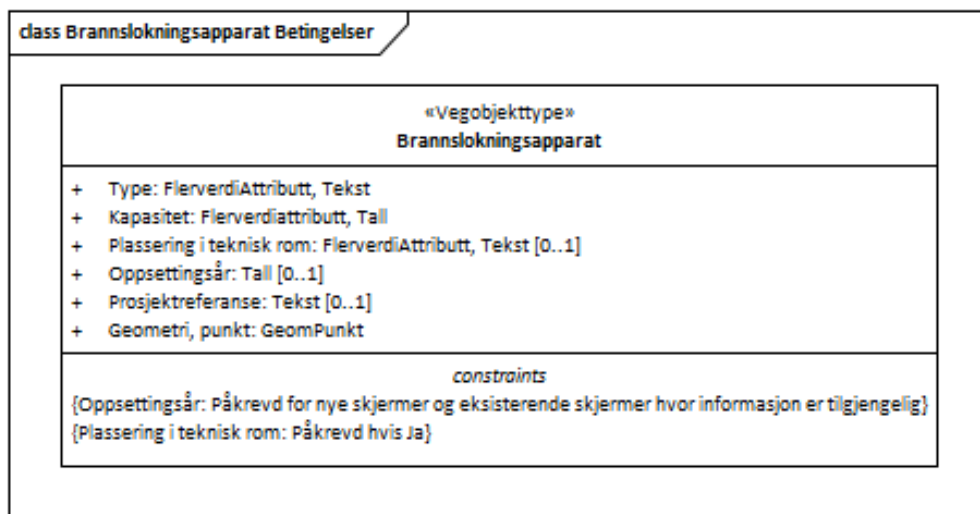 class Brannslokningsapparat Betingelser
«Vegobjekttype»
Brannslokningsapparat
+ Type: FlerverdiAttributt, Tekst
+ Kapasitet: Flerverdiattributt, Tall
+ Plassering i teknisk rom: FlerverdiAttributt, Tekst [0..1]
+ Oppsettingsår: Tall [0..1]
+ Prosjektreferanse: Tekst [0..1]
+ Geometri, punkt: GeomPunkt
constraints
{Oppsettingsår: Påkrevd for nye skjermer og eksisterende skjermer hvor informasjon er tilgjengelig}
{Plassering i teknisk rom: Påkrevd hvis Ja}